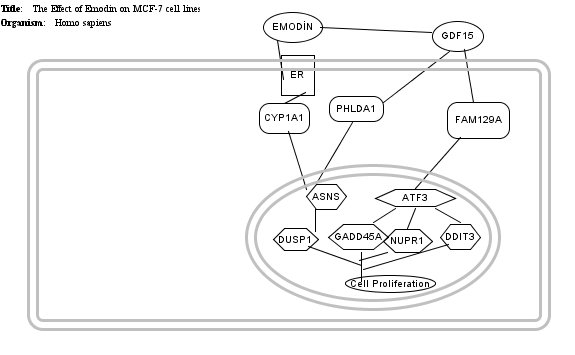 Title: The Effect of Emodin on MCF-7 cell lines
Organism: Homo sapiens
EMODİN
GDF15
ER
CYP1A1
PHLDA1
FAM129A
ASNS
ATF3
DUSP1
GADD45A
NUPR1
DDIT3
Cell Proliferation